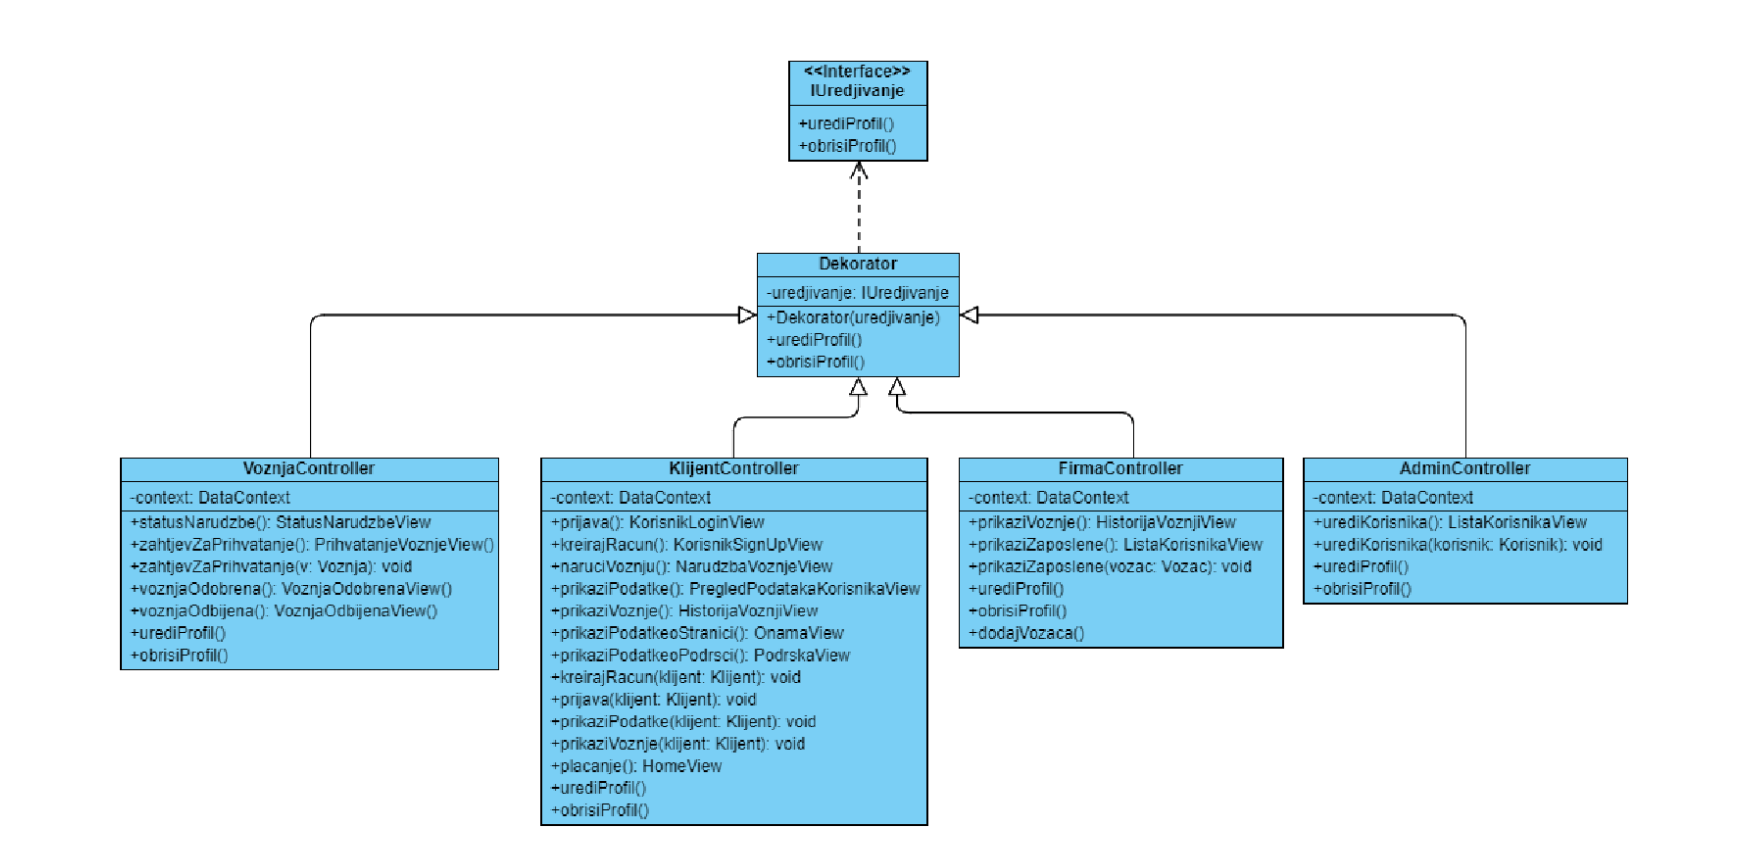 <<Interface>>
IUredjivanje
+urediProfil()
+obrisiProfil()
Dekorator
-uredjivanje: IUredjivanje
+Dekorator(uredjivanje)
+urediProfil()
+obrisiProfil()
VoznjaController
-context: DataContext
+statusNarudzbe(): StatusNarudzbeView
+zahtjevZaPrihvatanje(): PrihvatanjeVoznjeView()
+zahtjevZaPrihvatanje(v: Voznja): void
+voznjaOdobrena(): VoznjaOdobrenaView()
+voznjaOdbijena(): VoznjaOdbijenaView()
+urediProfil()
+obrisiProfil()
KlijentController
-context: DataContext
+prijava(): KorisnikLoginView
+kreirajRacun(): KorisnikSignUpView
+naruciVoznju(): NarudzbaVoznjeView
+prikaziPodatke(): PregledPodatakaKorisnikaView
+prikaziVoznje(): HistorijaVoznjiView
+prikaziPodatkeoStranici(): OnamaView
+prikaziPodatkeoPodrsci(): PodrskaView
+kreirajRacun(klijent: Klijent): void
+prijava(klijent: Klijent): void
+prikaziPodatke(klijent: Klijent): void
+prikaziVoznje(klijent: Klijent): void
+placanje(): HomeView
+urediProfil()
+obrisiProfil()
FirmaController
-context: DataContext
+prikaziVoznje(): HistorijaVoznjiView
+prikaziZaposlene(): ListaKorisnikaView
+prikaziZaposlene(vozac: Vozac): void
+urediProfil()
+obrisiProfil()
+dodajVozaca()
AdminController
-context: DataContext
+urediKorisnika(): ListaKorisnikaView
+urediKorisnika(korisnik: Korisnik): void
+urediProfil()
+obrisiProfil()